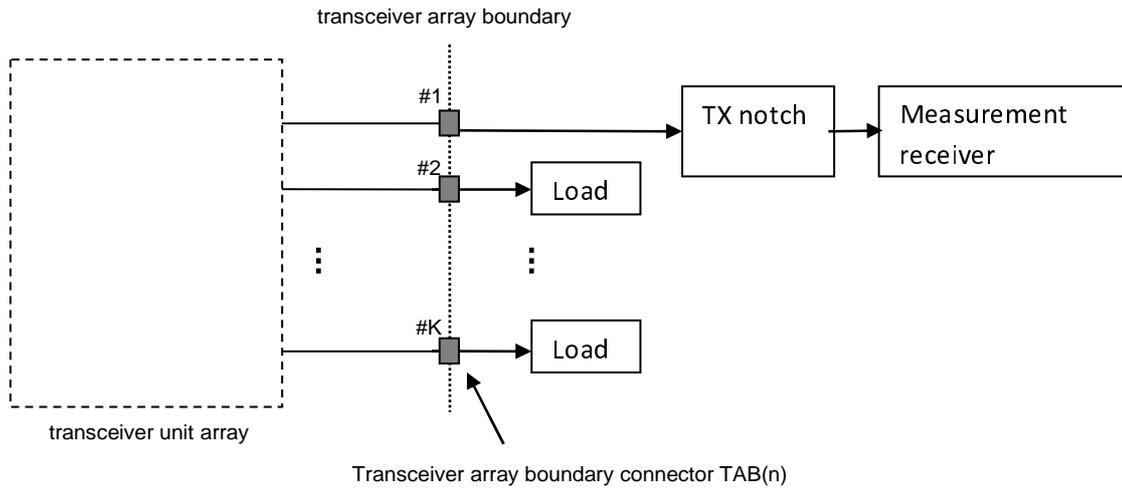 transceiver array boundary
#1
TX notch
Measurement
receiver
#2
Load
#K
Load
transceiver unit array
Transceiver array boundary connector TAB(n)